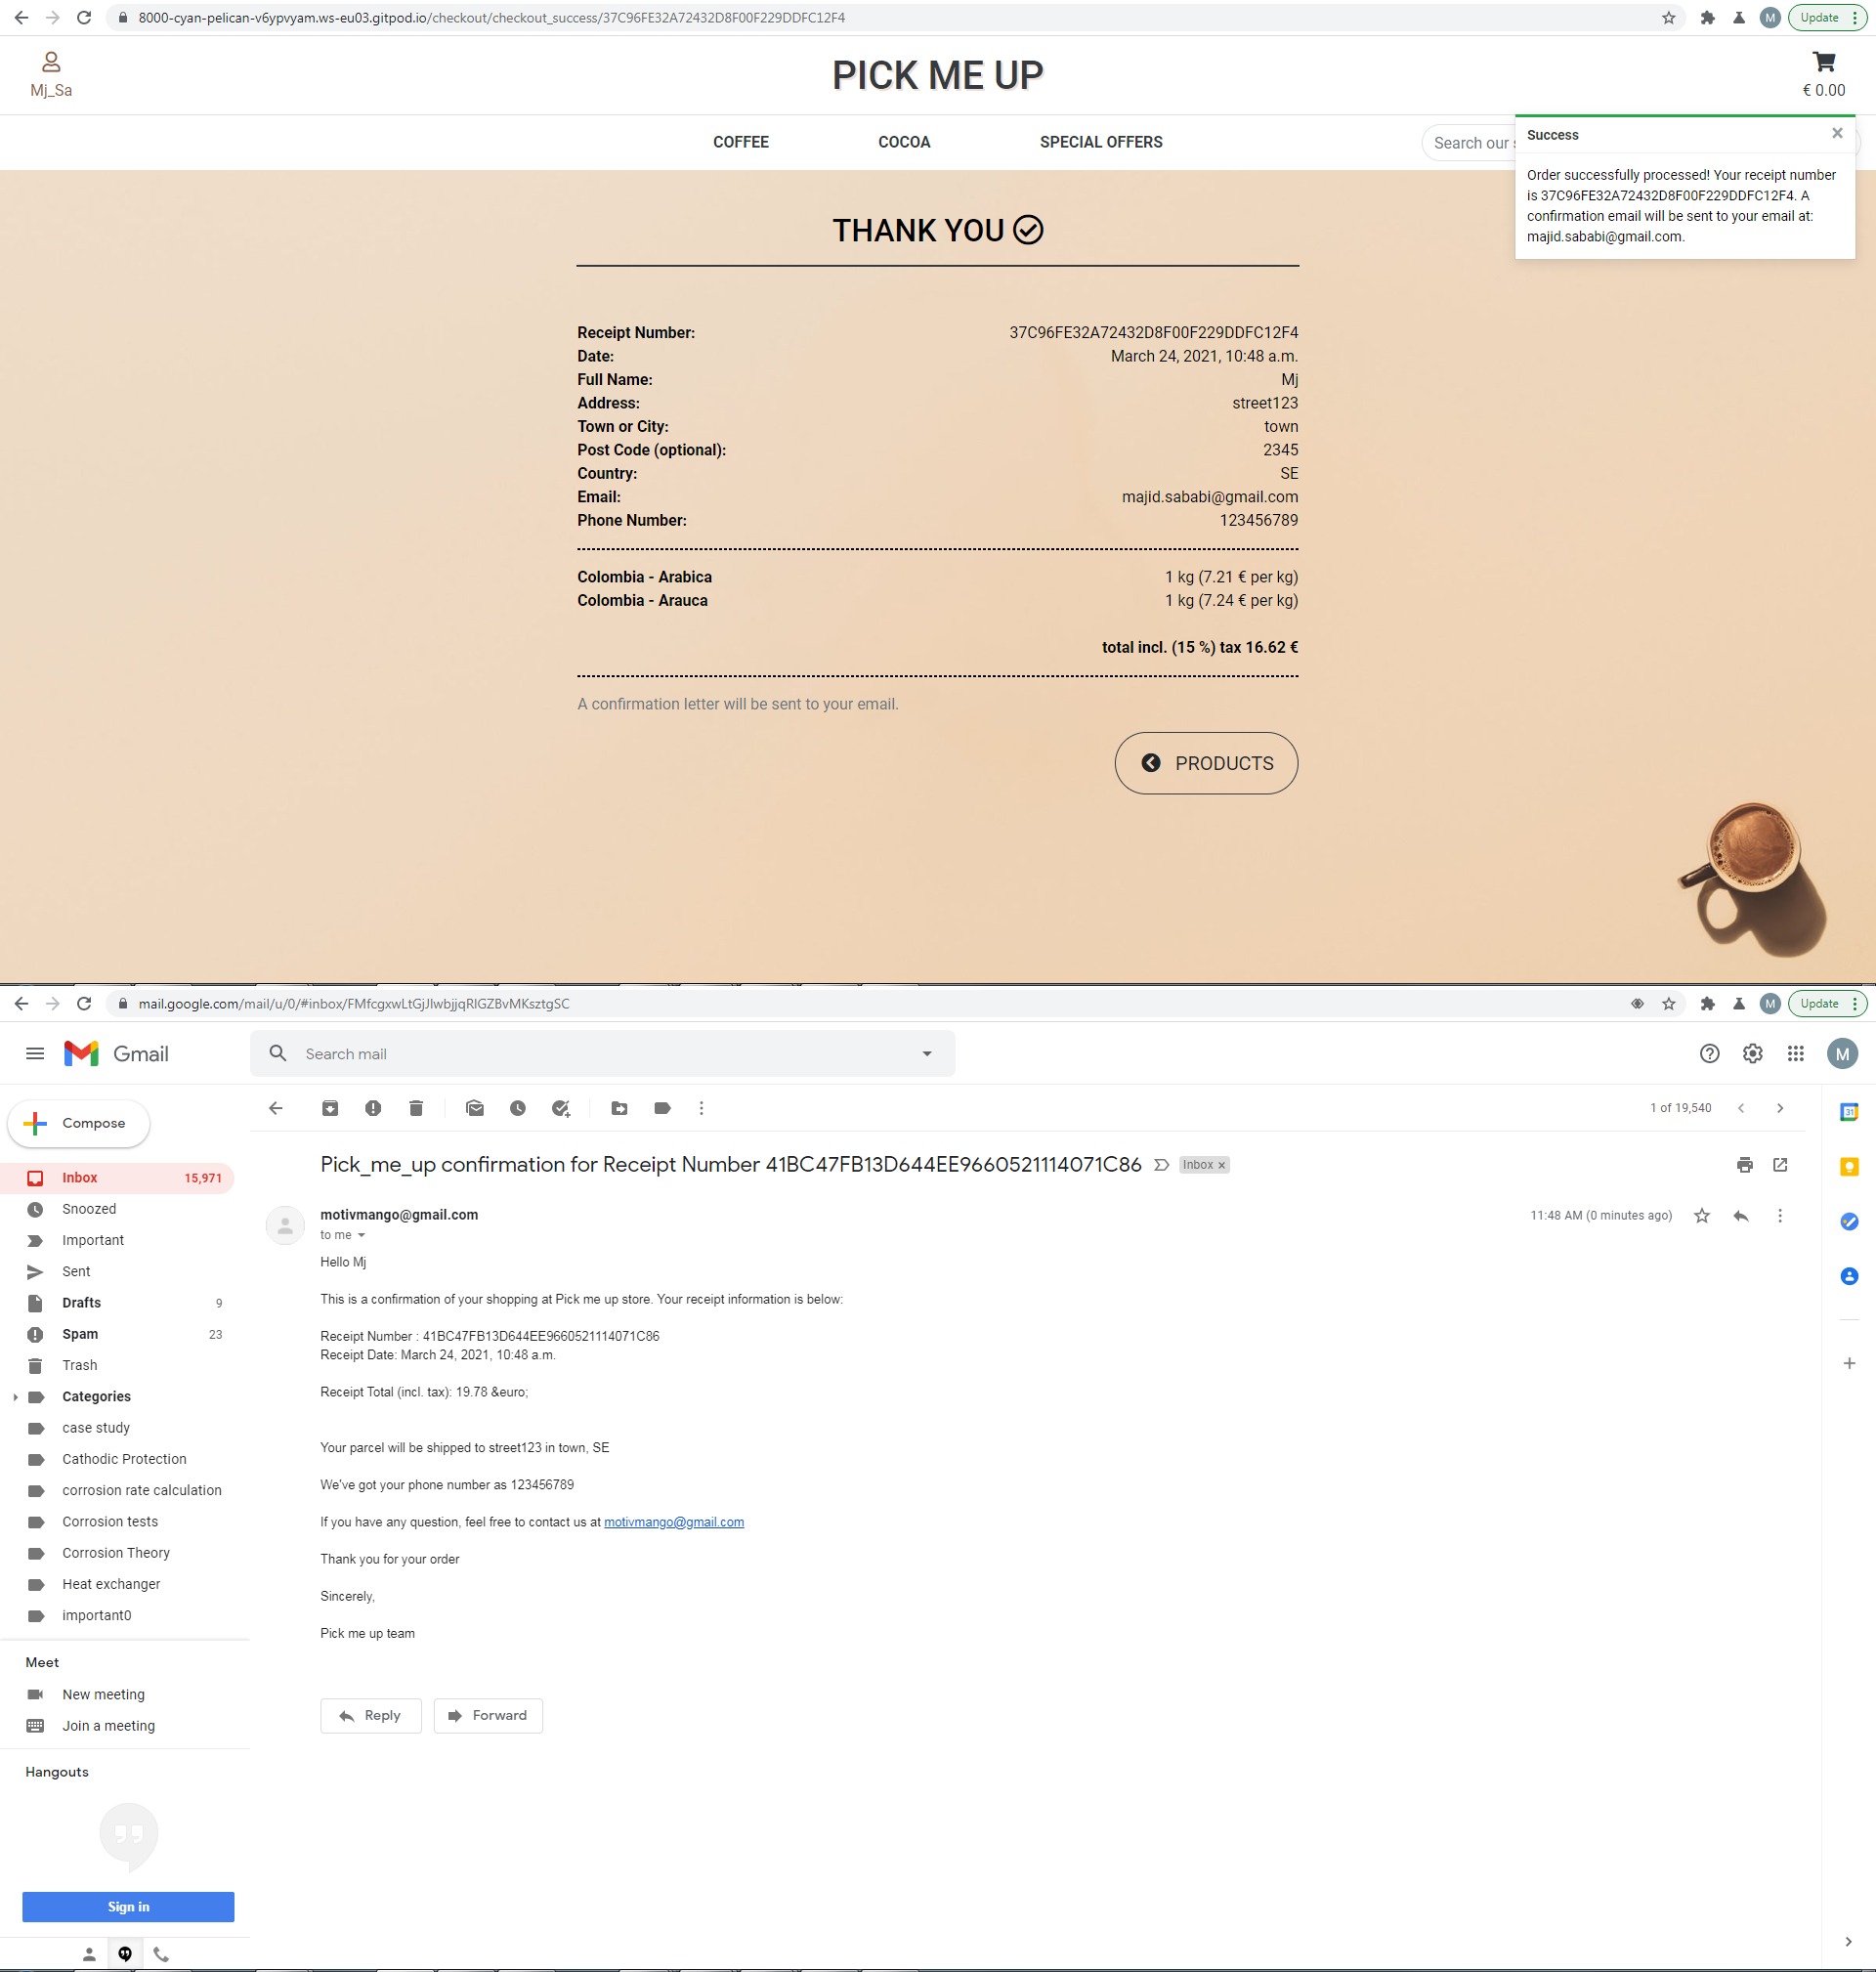 8000-cyan-pelican-v6ypvyam.ws-eu03.gitpod.io/checkout/checkout_success/37C96FE32A72432D8F00F229DDFC12F4
M
Update
Mj_Sa
PICK ME UP
€ 0.00
COFFEE
COCOA
SPECIAL OFFERS
Search our s
Success
×
Order successfully processed! Your receipt number
is 37C96FE32A72432D8F00F229DDFC12F4. A
confirmation email will be sent to your email at:
majid.sababi@gmail.com.
THANK YOU
Receipt Number: 37C96FE32A72432D8F00F229DDFC12F4
Date: March 24, 2021, 10:48 a.m.
Full Name: Mj
Address: street123
Town or City: town
Post Code (optional): 2345
Country: SE
Email: majid.sababi@gmail.com
Phone Number: 123456789
Colombia - Arabica 1 kg (7.21 € per kg)
Colombia - Arauca 1 kg (7.24 € per kg)
total incl. (15 %) tax 16.62 €
A confirmation letter will be sent to your email.
PRODUCTS
mail.google.com/mail/u/0/#inbox/
M
Update
Gmail
Search mail
M
Compose
1 of 19,540
31
Inbox 15,971
Snoozed
Important
Sent
Drafts 9
Spam 23
Trash
Categories
case study
Cathodic Protection
corrosion rate calculation
Corrosion tests
Corrosion Theory
Heat exchanger
important0
Meet
New meeting
Join a meeting
Hangouts
Sign in
Pick_me_up confirmation for Receipt Number 41BC47FB13D644EE9660521114071C86
Inbox ×
motivmango@gmail.com
11:48 AM (0 minutes ago)
to me
Hello Mj
This is a confirmation of your shopping at Pick me up store. Your receipt information is below:
Receipt Number : 41BC47FB13D644EE9660521114071C86
Receipt Date: March 24, 2021, 10:48 a.m.
Receipt Total (incl. tax): 19.78 &euro;
Your parcel will be shipped to street123 in town, SE
We've got your phone number as 123456789
If you have any question, feel free to contact us at motivmango@gmail.com
Thank you for your order
Sincerely,
Pick me up team
Reply
Forward